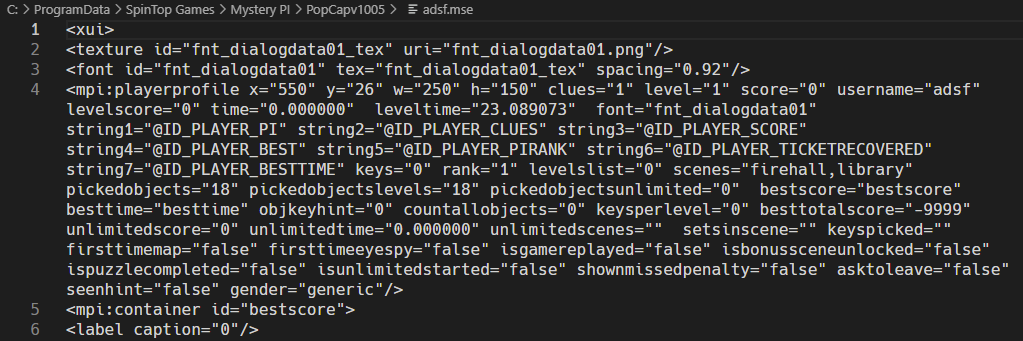 C: > ProgramData > SpinTop Games > Mystery PI > PopCapv1005 > adsf.mse
1 <xui>
2 <texture id="fnt_dialogdata01_tex" uri="fnt_dialogdata01.png"/>
3 <font id="fnt_dialogdata01" tex="fnt_dialogdata01_tex" spacing="0.92"/>
4 <mpi:playerprofile x="550" y="26" w="250" h="150" clues="1" level="1" score="0" username="adsf"
levelscore="0" time="0.000000"  leveltime="23.089073"  font="fnt_dialogdata01"
string1="@ID_PLAYER_PI" string2="@ID_PLAYER_CLUES" string3="@ID_PLAYER_SCORE"
string4="@ID_PLAYER_BEST" string5="@ID_PLAYER_PIRANK" string6="@ID_PLAYER_TICKETRECOVERED"
string7="@ID_PLAYER_BESTTIME" keys="0" rank="1" levelslist="0" scenes="firehall,library"
pickedobjects="18" pickedobjectslevels="18" pickedobjectsunlimited="0"  bestscore="bestscore"
besttime="besttime" objkeyhint="0" countallobjects="0" keysperlevel="0" besttotalscore="-9999"
unlimitedscore="0" unlimitedtime="0.000000" unlimitedscenes=""  setsinscene="" keyspicked=""
firsttimemap="false" firsttimeeyespy="false" isgamereplayed="false" isbonussceneunlocked="false"
ispuzzlecompleted="false" isunlimitedstarted="false" shownmissedpenalty="false" asktoleave="false"
seenhint="false" gender="generic"/>
5 <mpi:container id="bestscore">
6 <label caption="0"/>